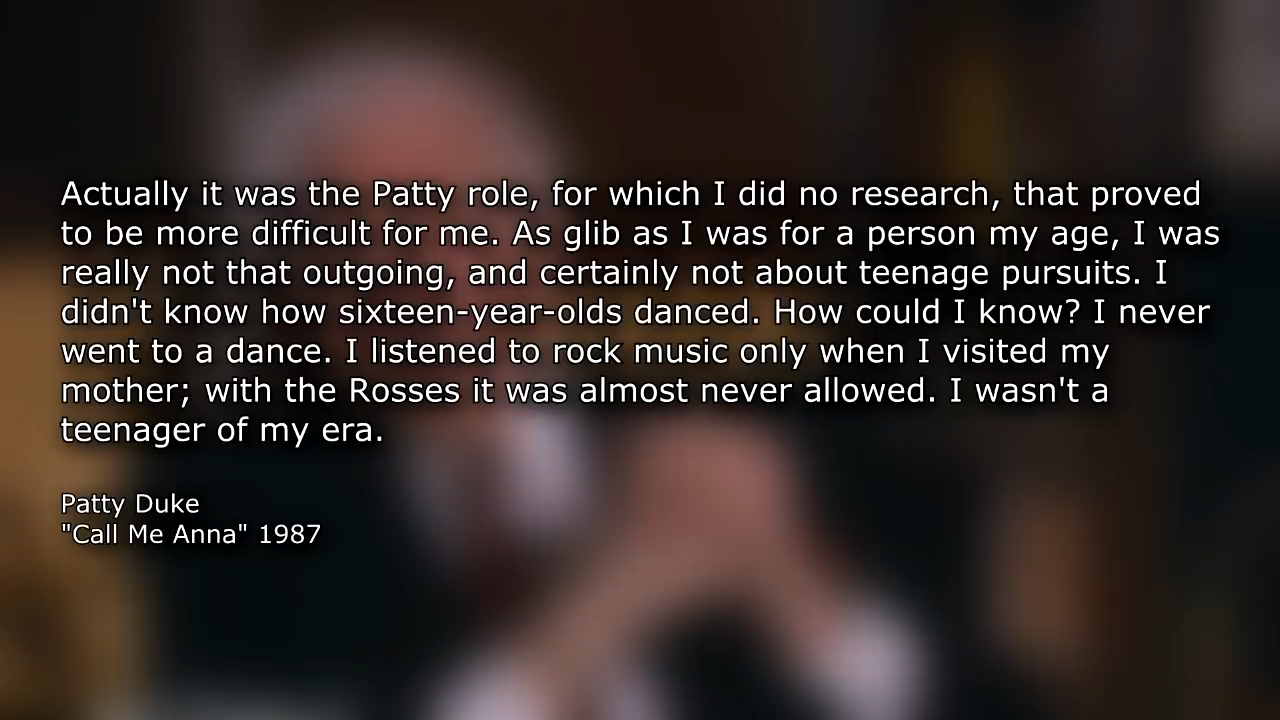 Actually it was the Patty role, for which I did no research, that proved
to be more difficult for me. As glib as I was for a person my age, I was
really not that outgoing, and certainly not about teenage pursuits. I
didn't know how sixteen-year-olds danced. How could I know? I never
went to a dance. I listened to rock music only when I visited my
mother; with the Rosses it was almost never allowed. I wasn't a
teenager of my era.
Patty Duke
"Call Me Anna" 1987